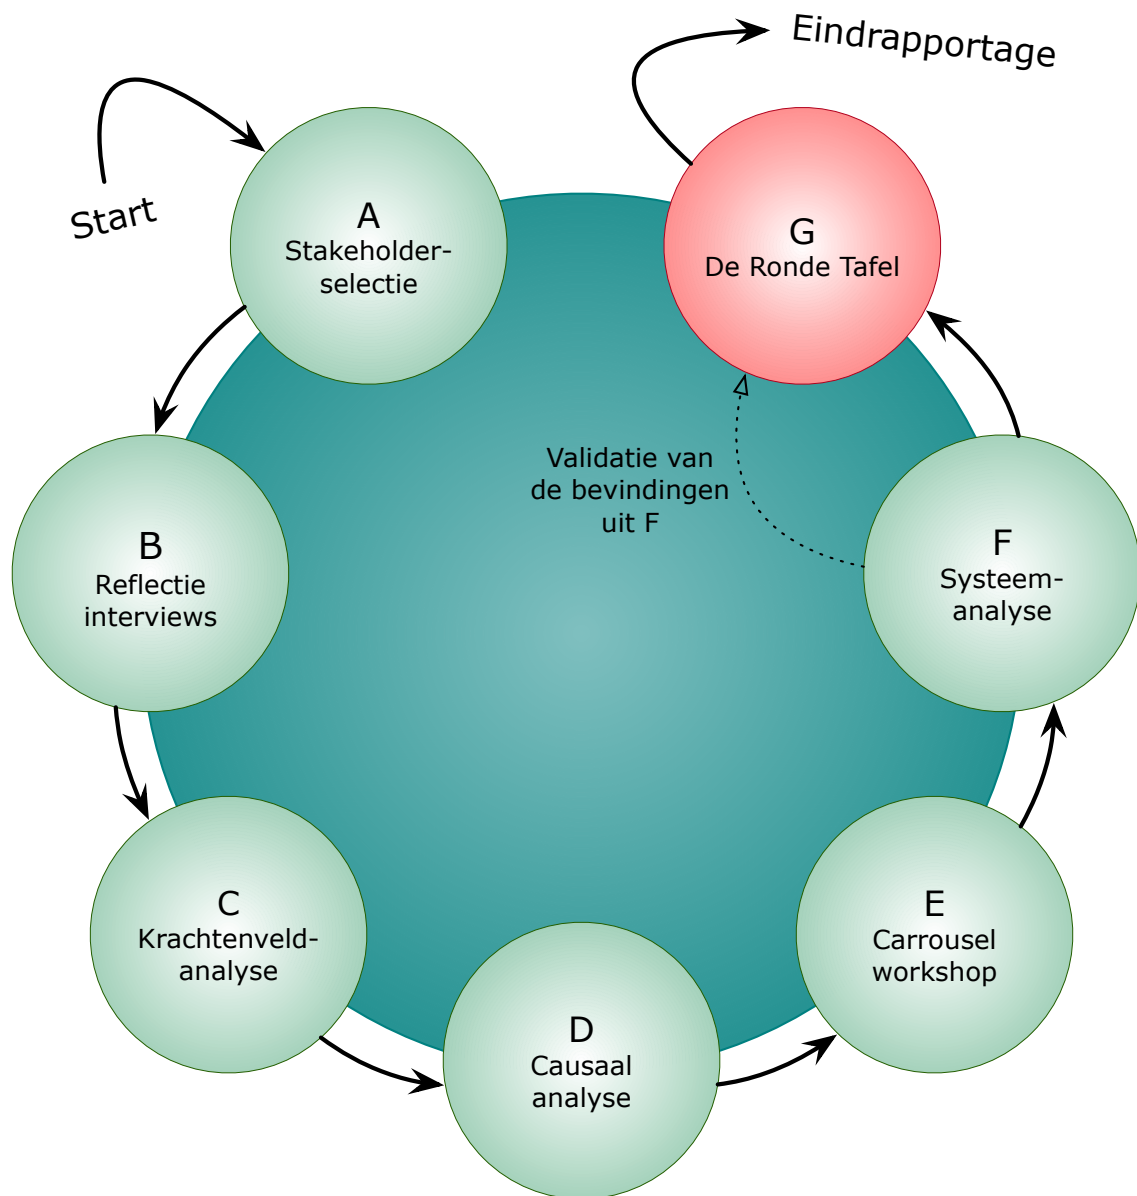 Start
A
Stakeholder-
selectie
B
Reflectie
interviews
C
Krachtenveld-
analyse
D
Causaal
analyse
E
Carrousel
workshop
F
Systeem-
analyse
Validatie van
de bevindingen
uit F
G
De Ronde Tafel
Eindrapportage